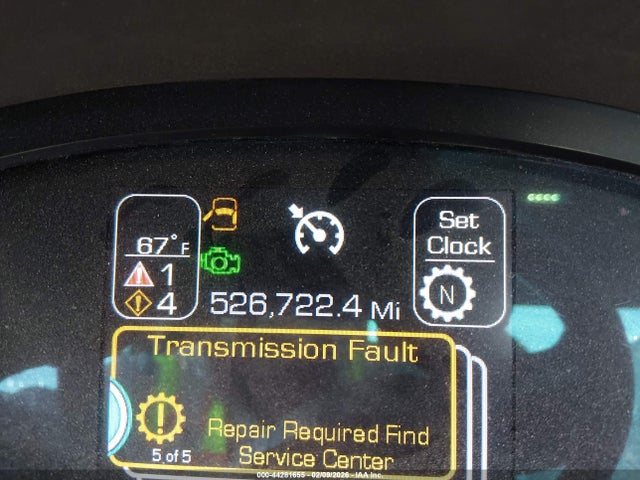 Set
Clock
67°F
1
4
526,722.4 Mi
N
Transmission Fault
Repair Required Find
Service Center
5 of 5
000-44281655 - 02/09/2026 - IAA Inc.